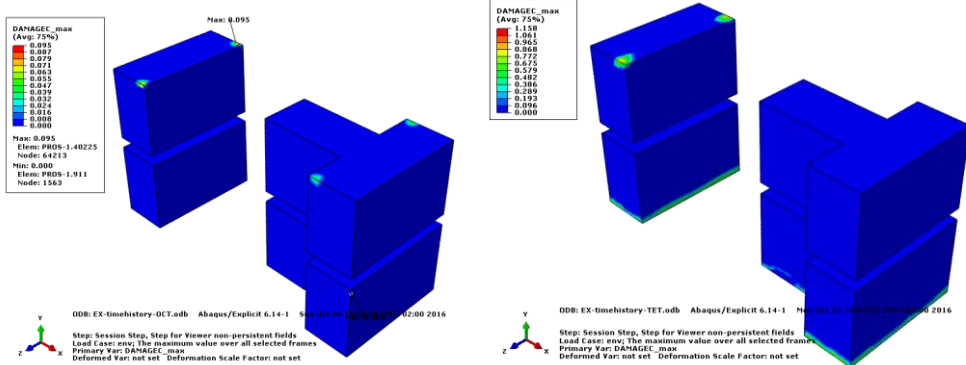 DAMAGEC_max
(Avg: 75%)
0.095
0.087
0.079
0.071
0.063
0.055
0.047
0.039
0.032
0.024
0.016
0.008
0.000
Max: 0.095
Elem: PROS-1.40225
Node: 64213
Min: 0.000
Elem: PROS-1.911
Node: 1563
Max: 0.095
Y
Z
X
ODB: EX-timehistory-OCT.odb Abaqus/Explicit 6.14-1 02:00 2016
Step: Session Step, Step for Viewer non-persistent fields
Load Case: env; The maximum value over all selected frames
Primary Var: DAMAGEC_max
Deformed Var: not set Deformation Scale Factor: not set
DAMAGEC_max
(Avg: 75%)
1.158
1.061
0.965
0.868
0.772
0.675
0.579
0.482
0.386
0.289
0.193
0.096
0.000
Y
Z
X
ODB: EX-timehistory-TET.odb Abaqus/Explicit 6.14-1 2016
Step: Session Step, Step for Viewer non-persistent fields
Load Case: env; The maximum value over all selected frames
Primary Var: DAMAGEC_max
Deformed Var: not set Deformation Scale Factor: not set